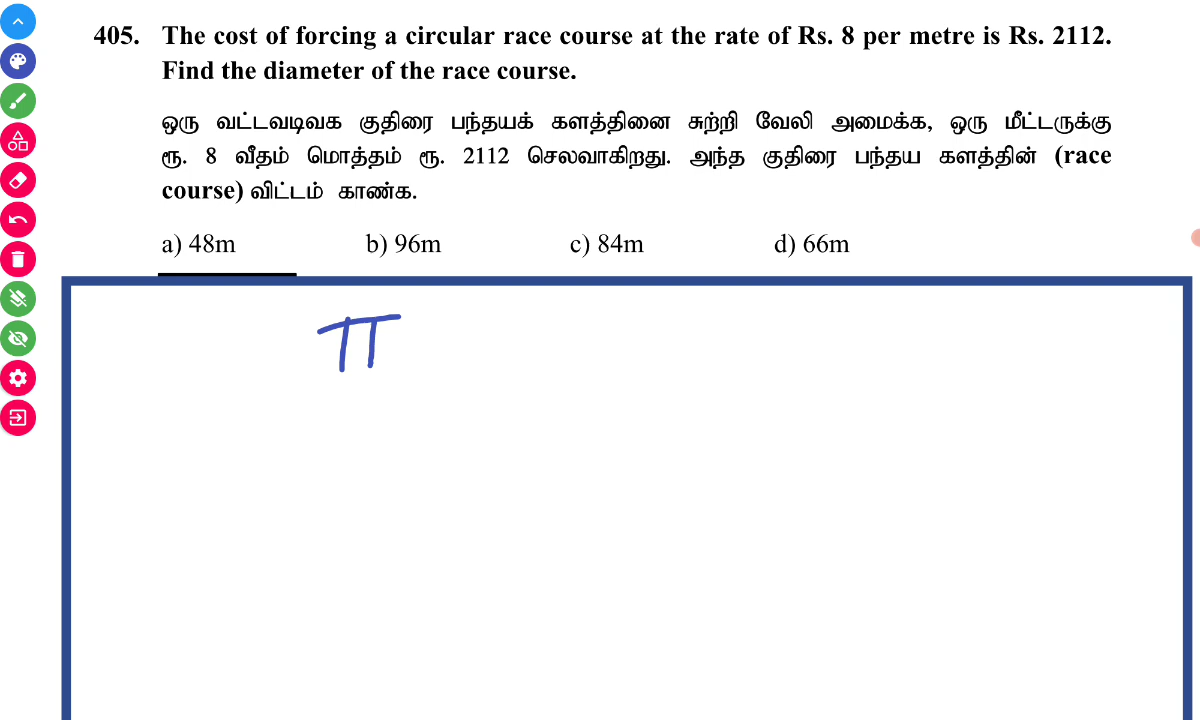 405. The cost of forcing a circular race course at the rate of Rs. 8 per metre is Rs. 2112.
Find the diameter of the race course.
ஒரு வட்டவடிவக குதிரை பந்தயக் களத்தினை சுற்றி வேலி அமைக்க, ஒரு மீட்டருக்கு
ரூ. 8 வீதம் மொத்தம் ரூ. 2112 செலவாகிறது. அந்த குதிரை பந்தய களத்தின் (race
course) விட்டம் காண்க.
a) 48m b) 96m c) 84m d) 66m
π